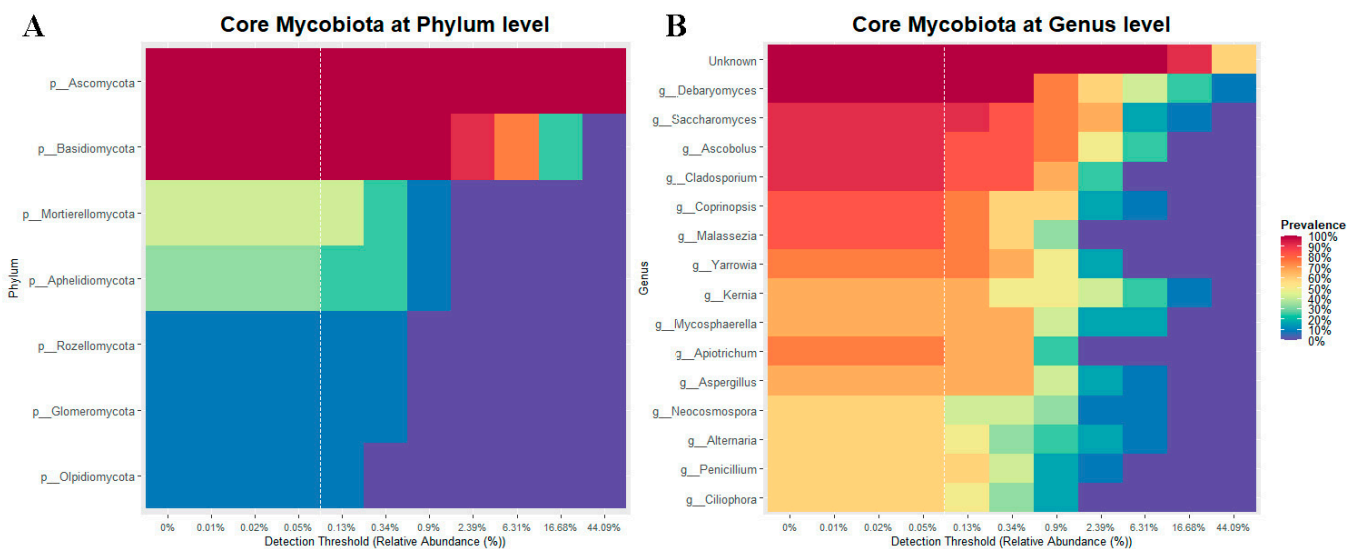 A
Core Mycobiota at Phylum level
Phylum
p__Ascomycota
p__Basidiomycota
p__Mortierellomycota
p__Aphelidiomycota
p__Rozellomycota
p__Glomeromycota
p__Olpidiomycota
0% 0.01% 0.02% 0.05% 0.13% 0.34% 0.9% 2.39% 6.31% 16.68% 44.09%
Detection Threshold (Relative Abundance (%))
B
Core Mycobiota at Genus level
Genus
Unknown
g__Debaryomyces
g__Saccharomyces
g__Ascobolus
g__Cladosporium
g__Coprinopsis
g__Malassezia
g__Yarrowia
g__Kernia
g__Mycosphaerella
g__Apiotrichum
g__Aspergillus
g__Neocosmospora
g__Alternaria
g__Penicillium
g__Ciliophora
0% 0.01% 0.02% 0.05% 0.13% 0.34% 0.9% 2.39% 6.31% 16.68% 44.09%
Detection Threshold (Relative Abundance (%))
Prevalence
100%
90%
80%
70%
60%
50%
40%
30%
20%
10%
0%